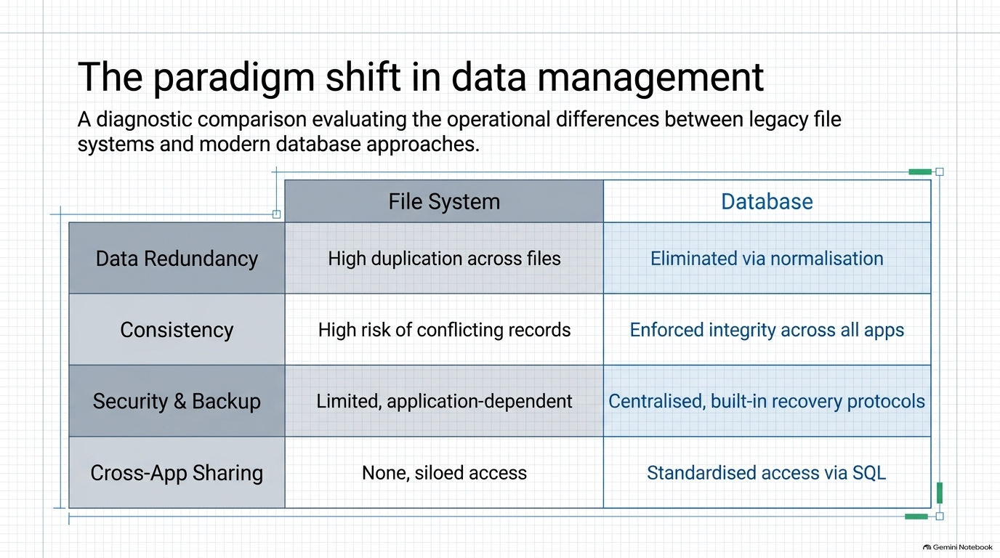 The paradigm shift in data management
A diagnostic comparison evaluating the operational differences between legacy file
systems and modern database approaches.
File System
Database
Data Redundancy
High duplication across files
Eliminated via normalisation
Consistency
High risk of conflicting records
Enforced integrity across all apps
Security & Backup
Limited, application-dependent
Centralised, built-in recovery protocols
Cross-App Sharing
None, siloed access
Standardised access via SQL
Gemini Notebook